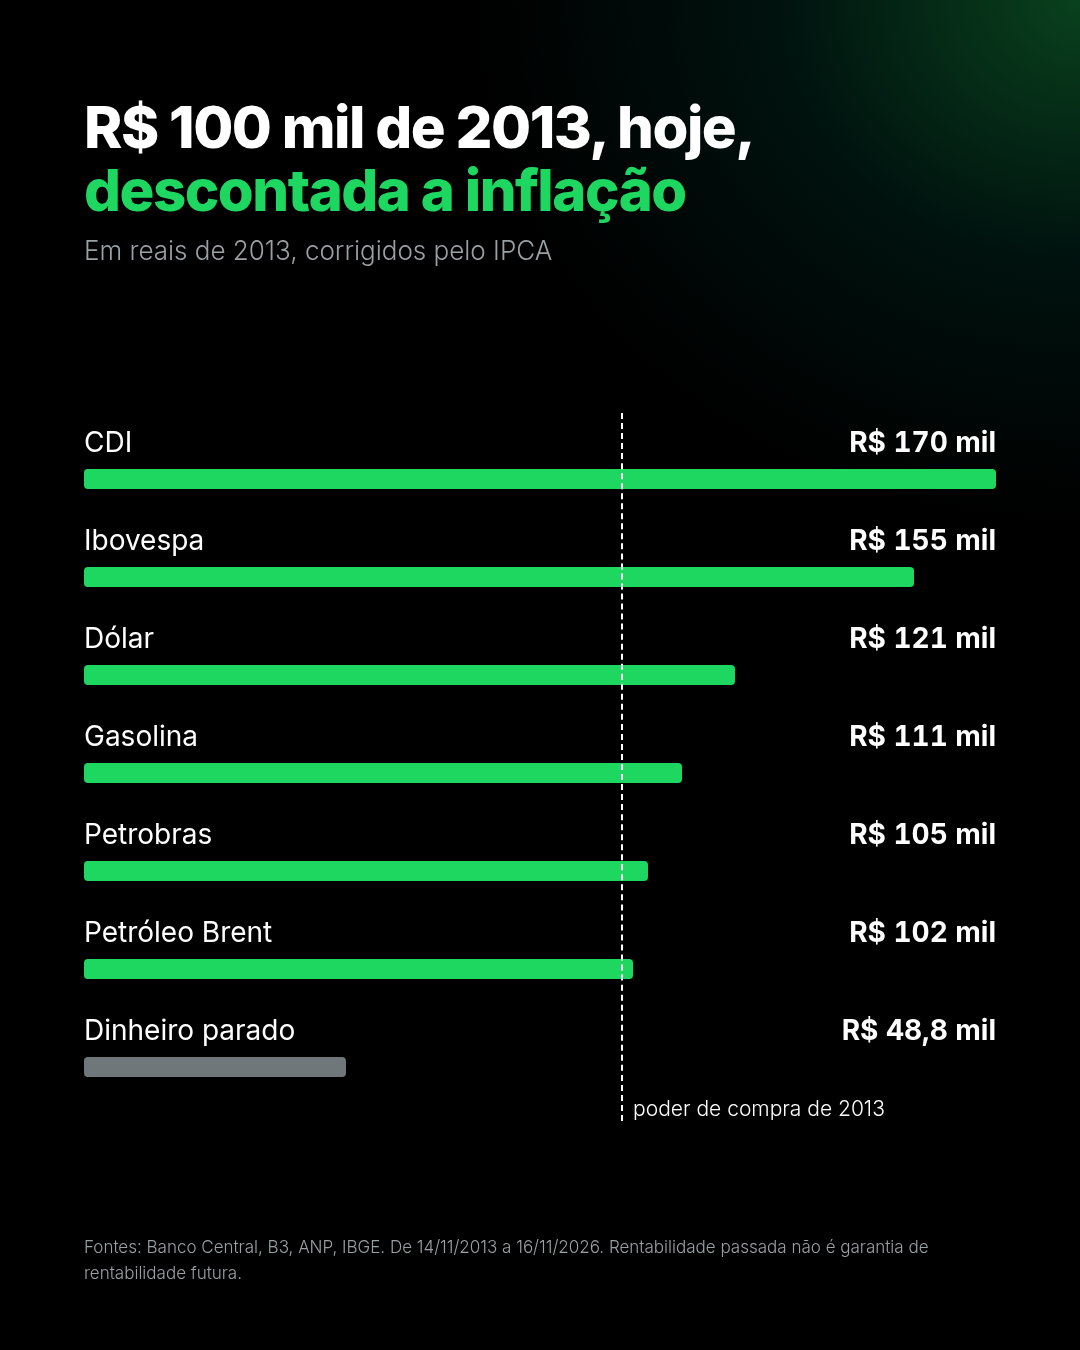 R$ 100 mil de 2013, hoje,
descontada a inflação
Em reais de 2013, corrigidos pelo IPCA
CDI R$ 170 mil
Ibovespa R$ 155 mil
Dólar R$ 121 mil
Gasolina R$ 111 mil
Petrobras R$ 105 mil
Petróleo Brent R$ 102 mil
Dinheiro parado R$ 48,8 mil
poder de compra de 2013
Fontes: Banco Central, B3, ANP, IBGE. De 14/11/2013 a 16/11/2026. Rentabilidade passada não é garantia de
rentabilidade futura.